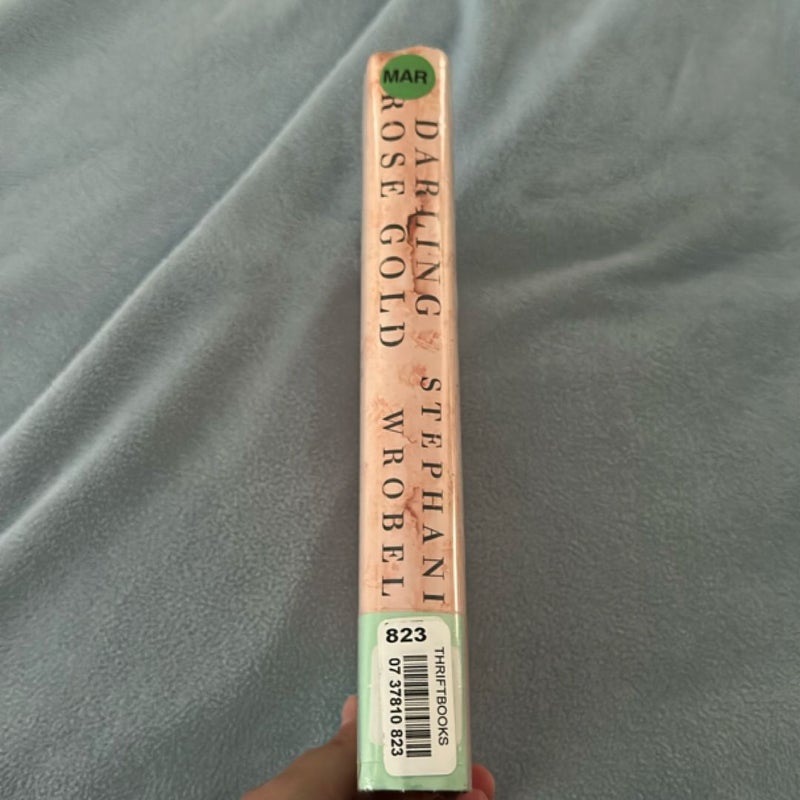 MAR
DARLING
ROSE GOLD
STEPHANI
WROBEL
823
THRIFTBOOKS
07 37810 823